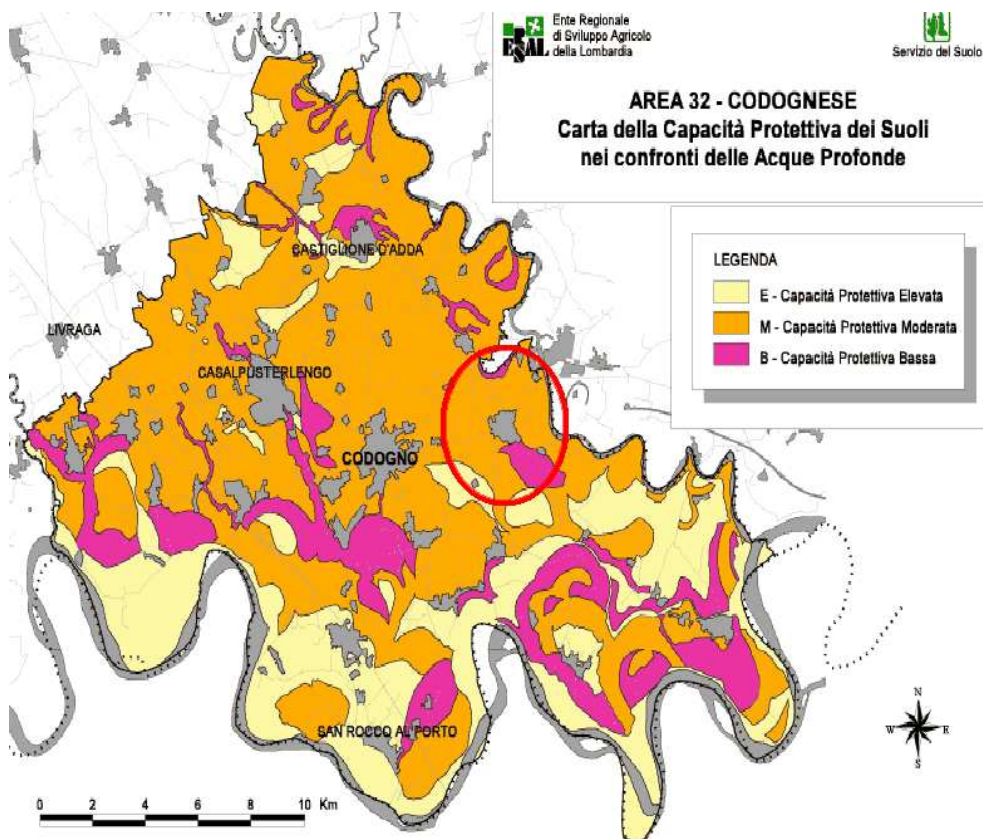 ERSAL
Ente Regionale
di Sviluppo Agricolo
della Lombardia
Servizio del Suolo
AREA 32 - CODOGNESE
Carta della Capacità Protettiva dei Suoli
nei confronti delle Acque Profonde
LEGENDA
E - Capacità Protettiva Elevata
M - Capacità Protettiva Moderata
B - Capacità Protettiva Bassa
CASTIGLIONE D'ADDA
LIVRAGA
CASALPUSTERLENGO
CODOGNO
SAN ROCCO AL PORTO
N
W E
S
0 2 4 6 8 10 Km